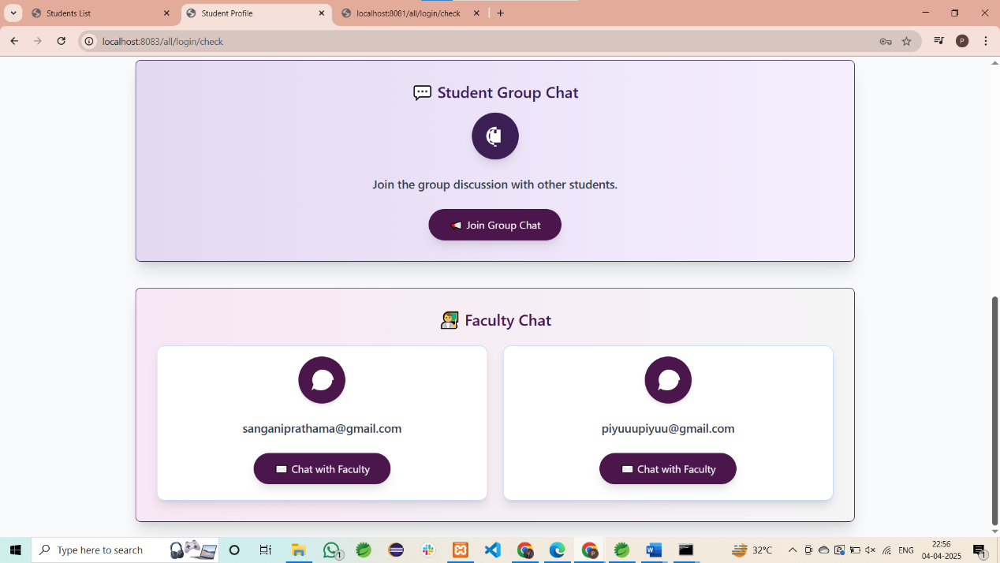 Students List
Student Profile
localhost:8081/all/login/check
localhost:8083/all/login/check
P
Student Group Chat
Join the group discussion with other students.
Join Group Chat
Faculty Chat
sanganiprathama@gmail.com
piyuuupiyuu@gmail.com
Chat with Faculty
Chat with Faculty
Type here to search
1
P
32°C
ENG
22:56
04-04-2025
1